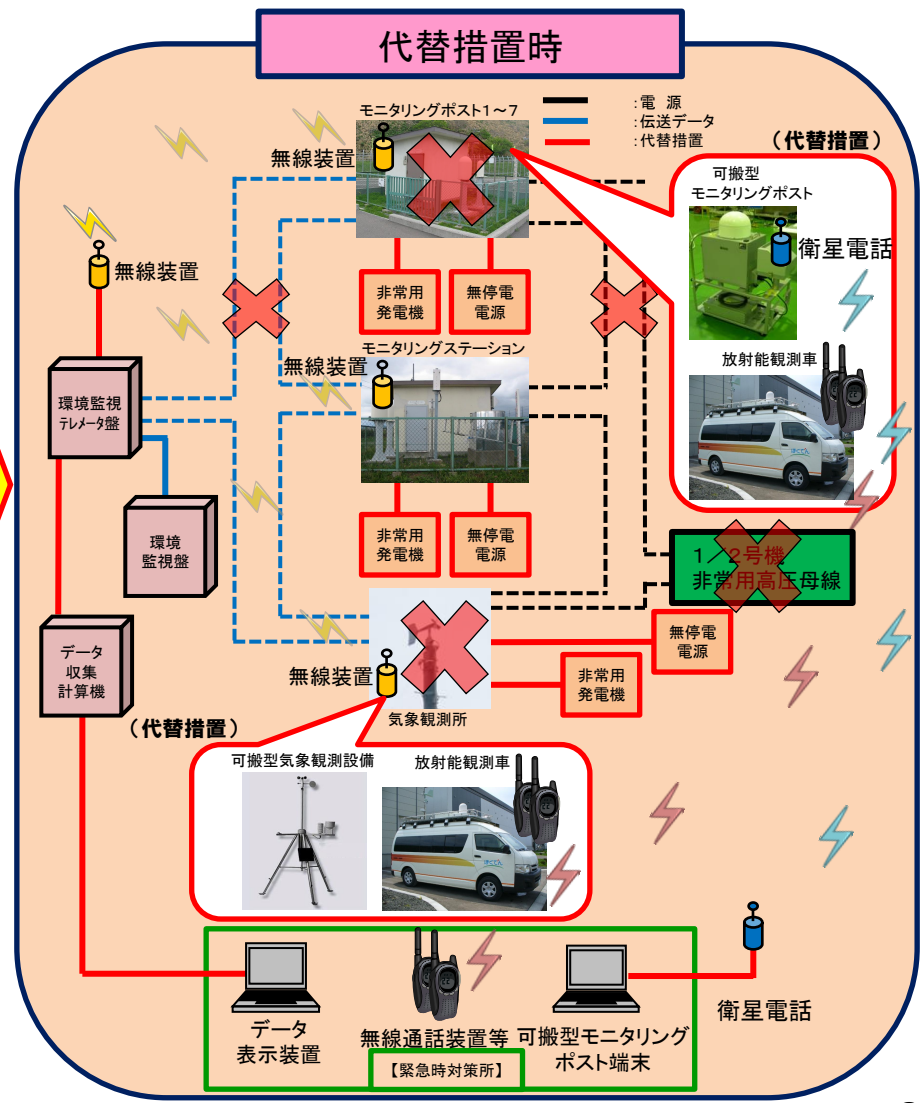 代替措置時
モニタリングポスト1～7
:電 源
:伝送データ
:代替措置
(代替措置)
無線装置
可搬型
モニタリングポスト
衛星電話
無線装置
非常用
発電機
無停電
電源
モニタリングステーション
無線装置
放射能観測車
環境監視
テレメータ盤
環境
監視盤
非常用
発電機
無停電
電源
1/2号機
非常用高圧母線
データ
収集
計算機
無線装置
無停電
電源
非常用
発電機
気象観測所
(代替措置)
可搬型気象観測設備
放射能観測車
データ
表示装置
無線通話装置等
可搬型モニタリング
ポスト端末
衛星電話
【緊急時対策所】